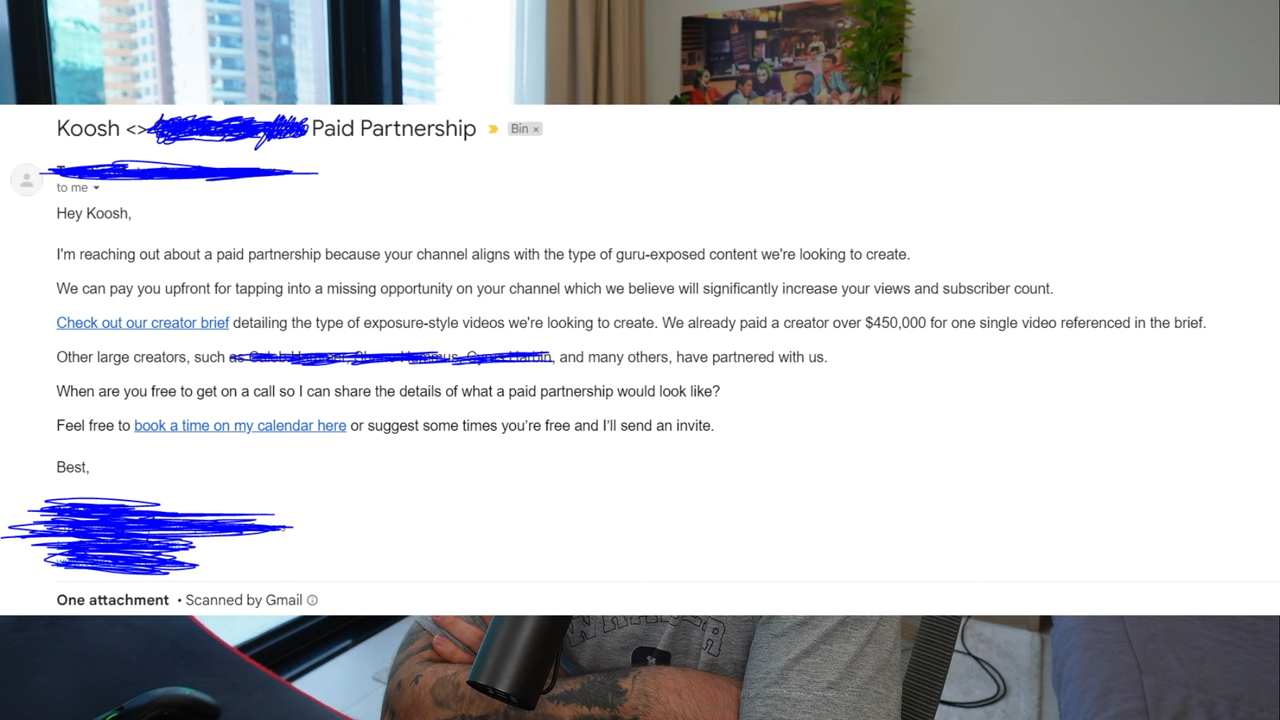 Koosh <> Paid Partnership Bin ×
to me
Hey Koosh,
I'm reaching out about a paid partnership because your channel aligns with the type of guru-exposed content we're looking to create.
We can pay you upfront for tapping into a missing opportunity on your channel which we believe will significantly increase your views and subscriber count.
Check out our creator brief detailing the type of exposure-style videos we're looking to create. We already paid a creator over $450,000 for one single video referenced in the brief.
Other large creators, such as and many others, have partnered with us.
When are you free to get on a call so I can share the details of what a paid partnership would look like?
Feel free to book a time on my calendar here or suggest some times you're free and I'll send an invite.
Best,
One attachment • Scanned by Gmail